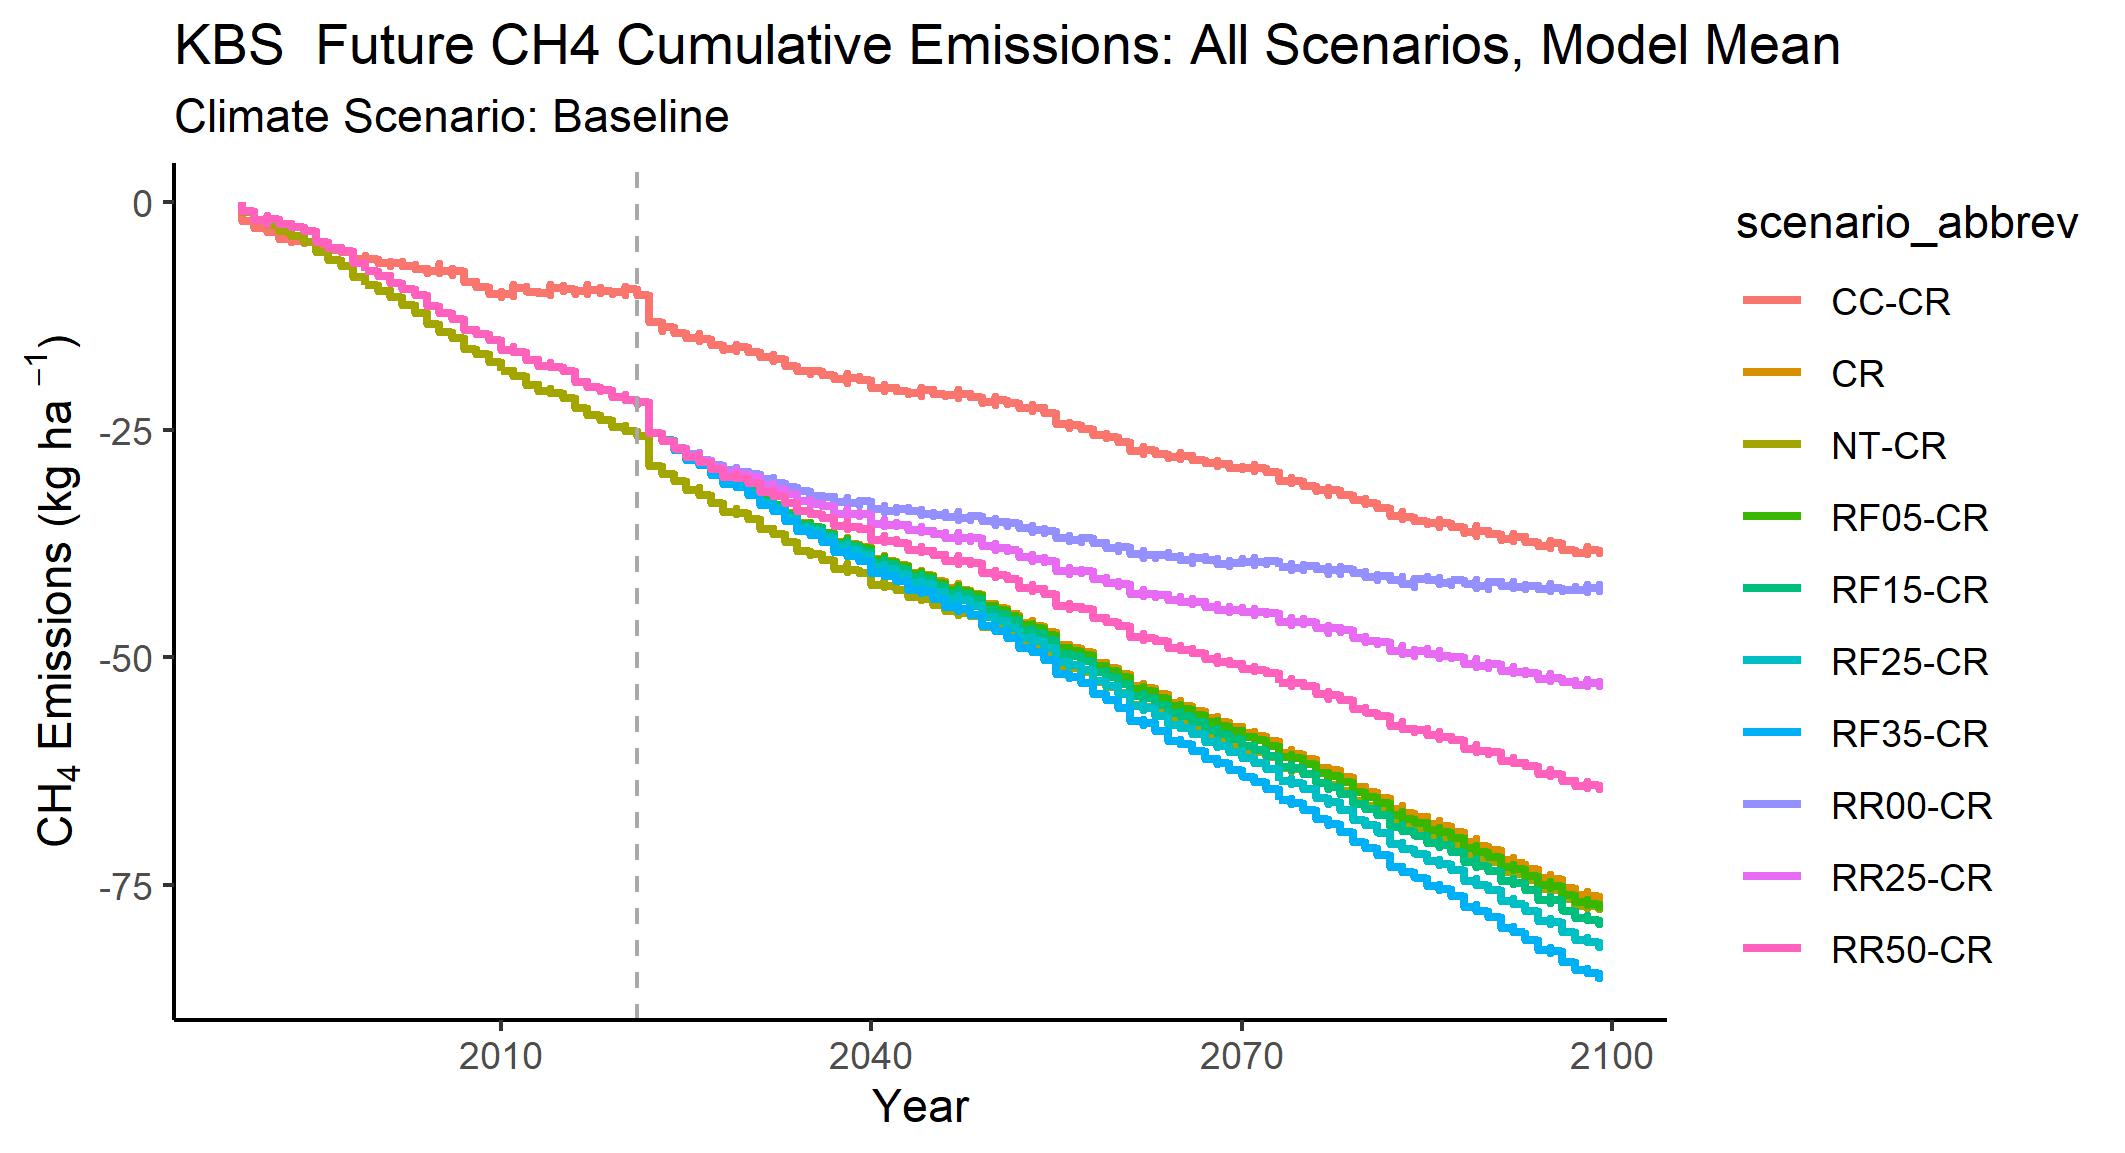 KBS  Future CH4 Cumulative Emissions: All Scenarios, Model Mean
Climate Scenario: Baseline
CH₄ Emissions (kg ha ⁻¹)
0
-25
-50
-75
2010 2040 2070 2100
Year
scenario_abbrev
CC-CR
CR
NT-CR
RF05-CR
RF15-CR
RF25-CR
RF35-CR
RR00-CR
RR25-CR
RR50-CR